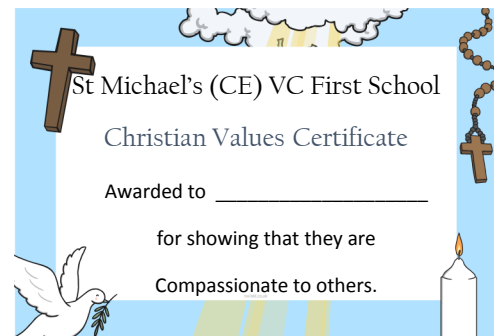 St Michael's (CE) VC First School
Christian Values Certificate
Awarded to ____________________
for showing that they are
Compassionate to others.